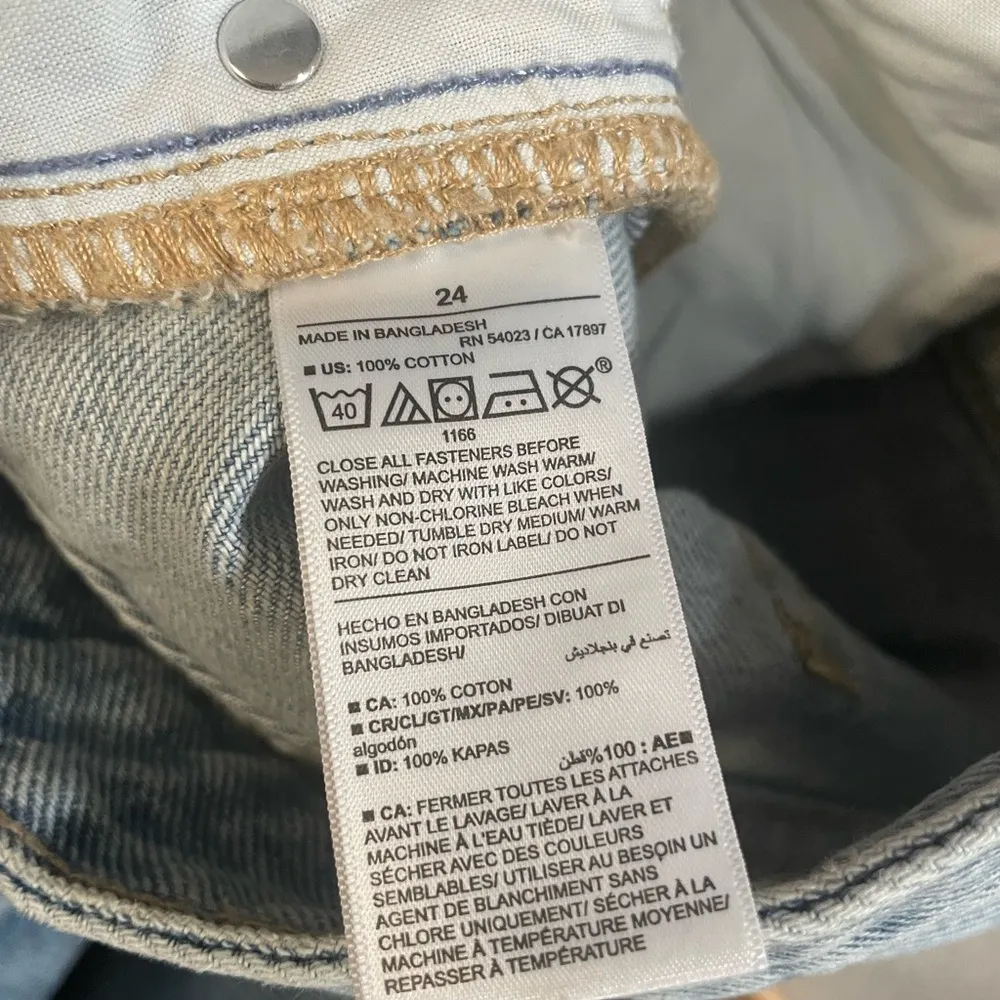 24
MADE IN BANGLADESH
RN 54023 / CA 17897
■ US: 100% COTTON
40 ®
1166
CLOSE ALL FASTENERS BEFORE
WASHING/ MACHINE WASH WARM/
WASH AND DRY WITH LIKE COLORS/
ONLY NON-CHLORINE BLEACH WHEN
NEEDED/ TUMBLE DRY MEDIUM/ WARM
IRON/ DO NOT IRON LABEL/ DO NOT
DRY CLEAN
HECHO EN BANGLADESH CON
INSUMOS IMPORTADOS/ DIBUAT DI
BANGLADESH/ تصنع في بنجلاديش
■ CA: 100% COTON
■ CR/CL/GT/MX/PA/PE/SV: 100%
algodón
■ ID: 100% KAPAS
■AE : 100%قطن
■ CA: FERMER TOUTES LES ATTACHES
AVANT LE LAVAGE/ LAVER À LA
MACHINE À L'EAU TIÈDE/ LAVER ET
SÉCHER AVEC DES COULEURS
SEMBLABLES/ UTILISER AU BESOIN UN
AGENT DE BLANCHIMENT SANS
CHLORE UNIQUEMENT/ SÉCHER À LA
MACHINE À TEMPÉRATURE MOYENNE/
REPASSER À TEMPÉRATURE